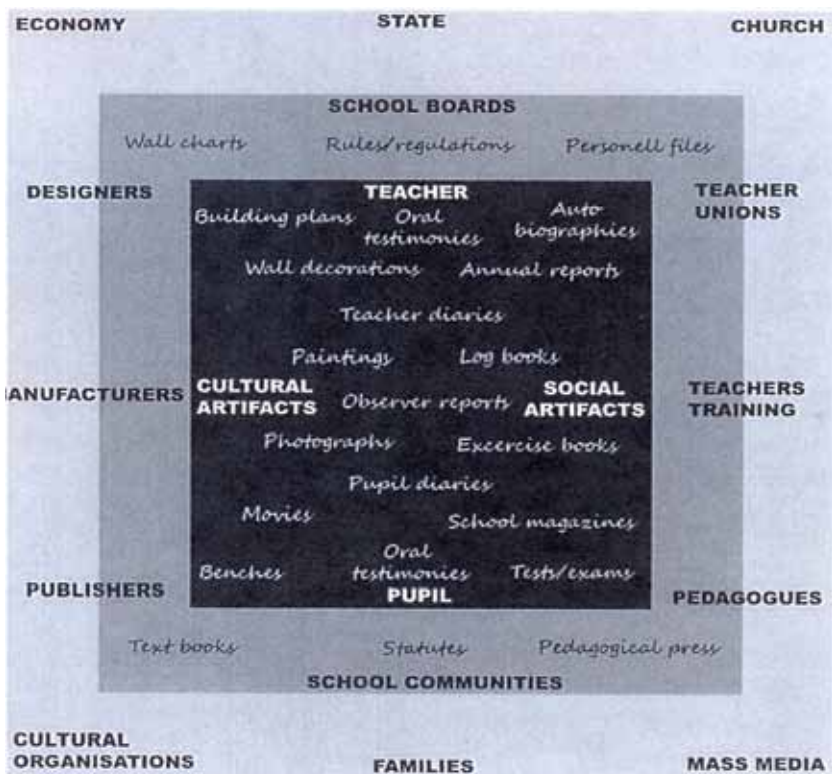 ECONOMY STATE CHURCH
SCHOOL BOARDS
Wall charts Rules/regulations Personell files
DESIGNERS TEACHER TEACHER
UNIONS
Building plans Oral
testimonies Auto
biographies
Wall decorations Annual reports
Teacher diaries
Paintings Log books
ANUFACTURERS CULTURAL
ARTIFACTS Observer reports SOCIAL
ARTIFACTS TEACHERS
TRAINING
Photographs Excercise books
Pupil diaries
Movies School magazines
Benches Oral
testimonies Tests/exams
PUBLISHERS PUPIL PEDAGOGUES
Text books Statutes Pedagogical press
SCHOOL COMMUNITIES
CULTURAL
ORGANISATIONS FAMILIES MASS MEDIA